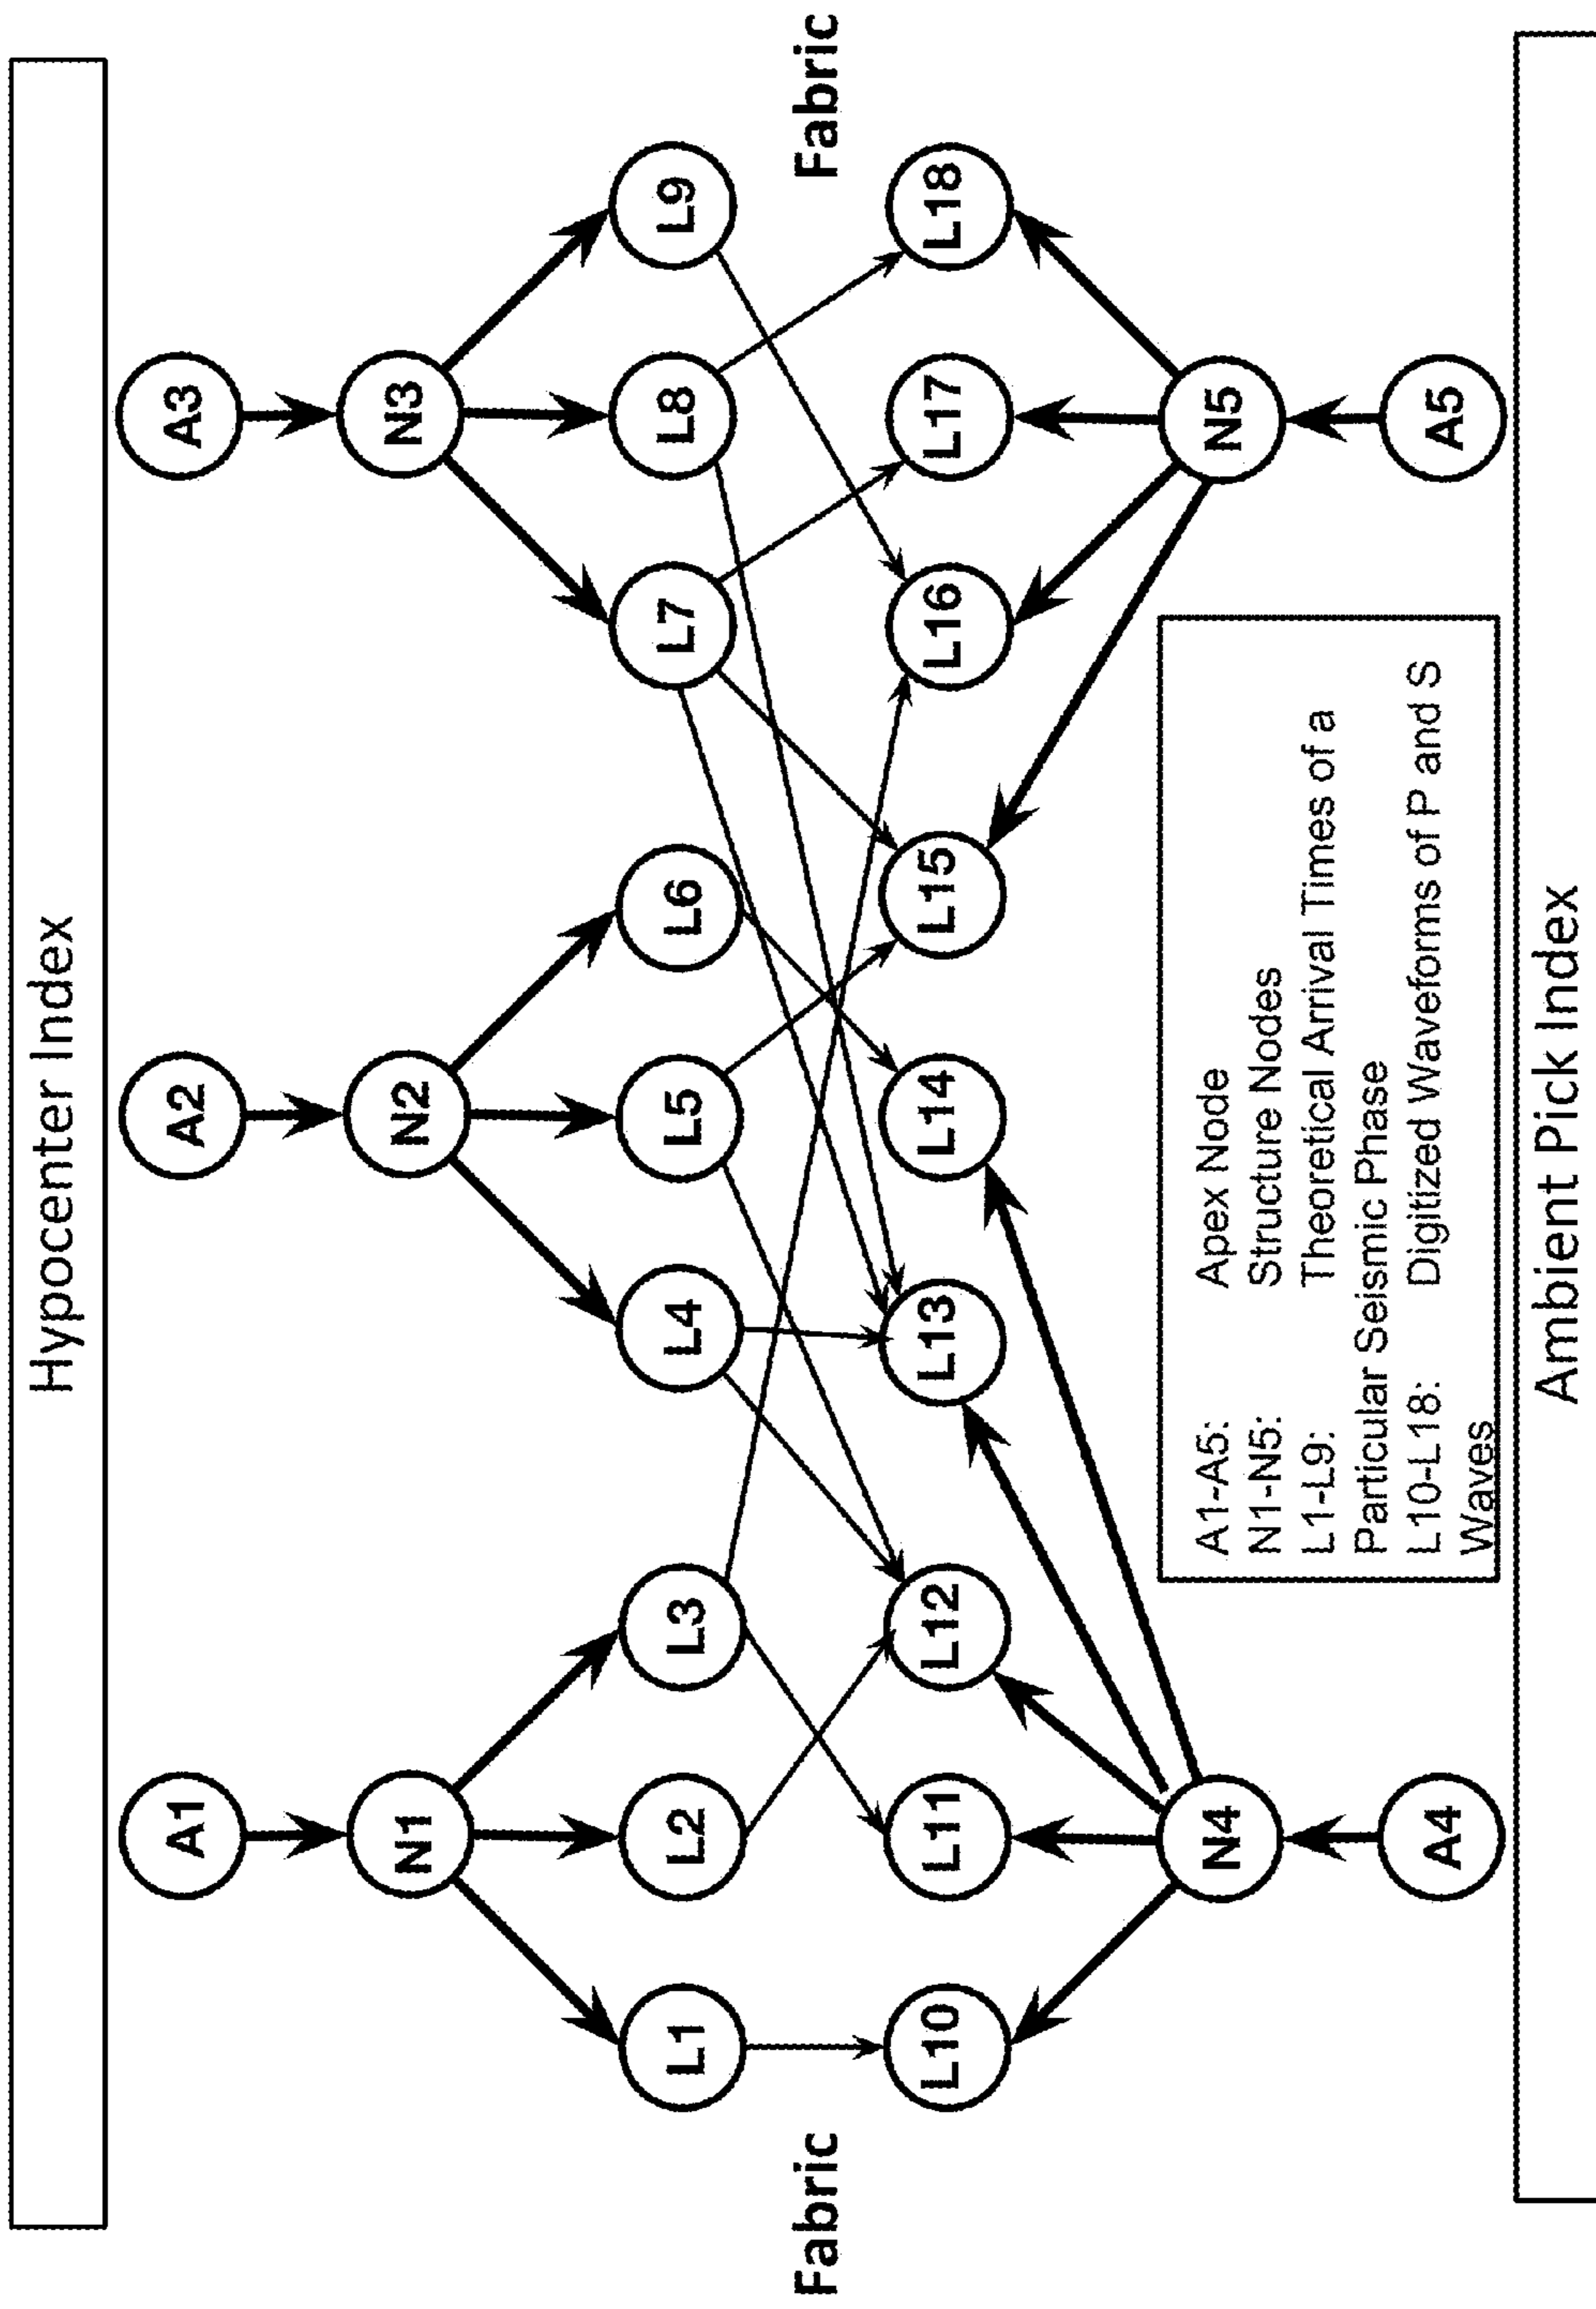 Hypocenter Index
A1
A2
A3
N1
N2
N3
L1
L2
L3
L4
L5
L6
L7
L8
L9
Fabric
Fabric
L10
L11
L12
L13
L14
L15
L16
L17
L18
N4
N5
A4
A5
A1-A5: Apex Node
N1-N5: Structure Nodes
L1-L9: Theoretical Arrival Times of a
Particular Seismic Phase
L10-L18: Digitized Waveforms of P and S
Waves
Ambient Pick Index